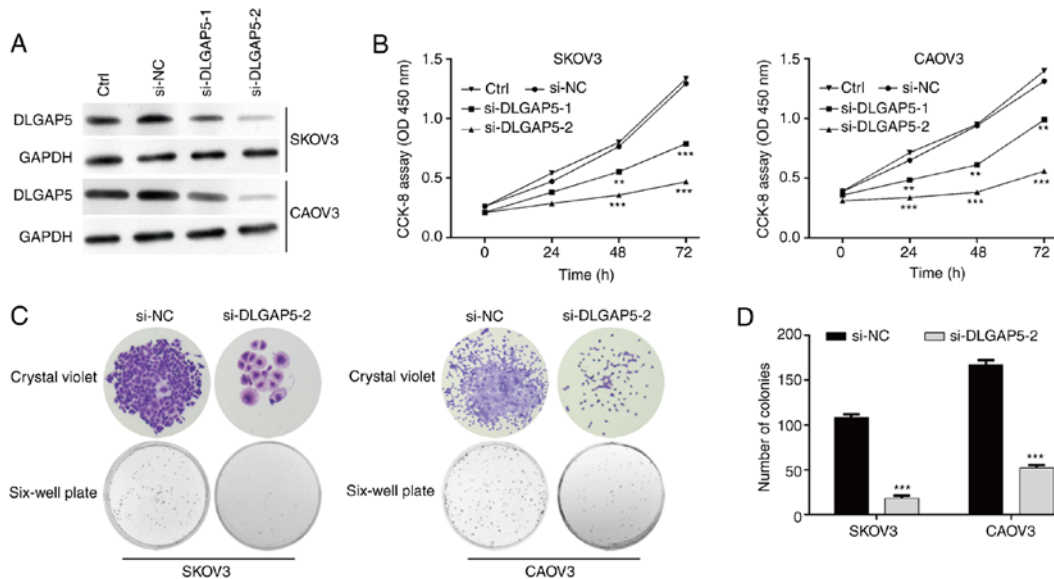 A
Ctrl
si-NC
si-DLGAP5-1
si-DLGAP5-2
DLGAP5
GAPDH
SKOV3
DLGAP5
GAPDH
CAOV3
B
SKOV3
CCK-8 assay (OD 450 nm)
1.5
1.0
0.5
0.0
Ctrl
si-NC
si-DLGAP5-1
si-DLGAP5-2
**
***
***
***
0 24 48 72
Time (h)
CAOV3
CCK-8 assay (OD 450 nm)
1.5
1.0
0.5
0.0
Ctrl
si-NC
si-DLGAP5-1
si-DLGAP5-2
**
**
**
***
***
***
0 24 48 72
Time (h)
C
si-NC si-DLGAP5-2
Crystal violet
Six-well plate
SKOV3
si-NC si-DLGAP5-2
Crystal violet
Six-well plate
CAOV3
D
si-NC si-DLGAP5-2
Number of colonies
200
150
100
50
0
***
***
SKOV3 CAOV3